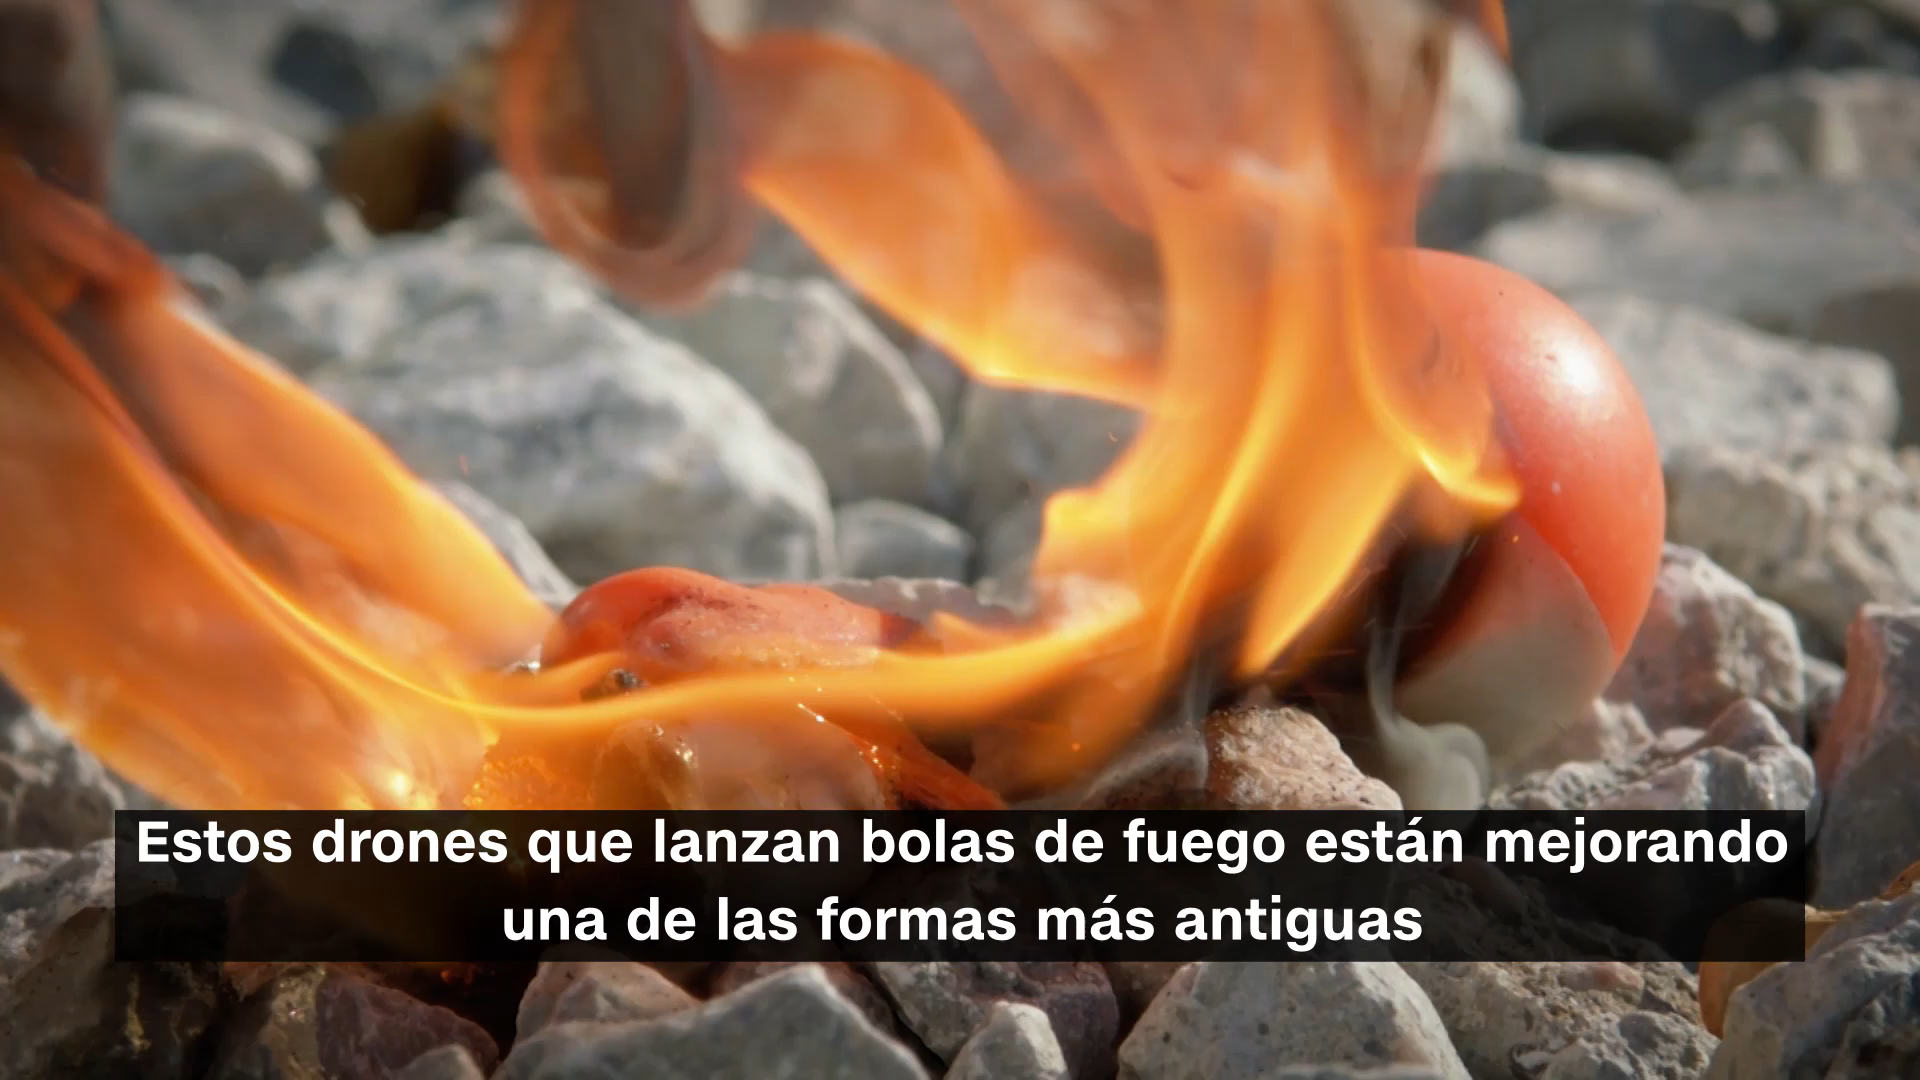 Estos drones que lanzan bolas de fuego están mejorando
una de las formas más antiguas